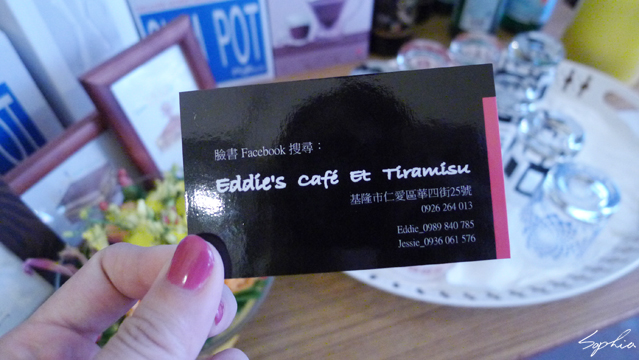 臉書 Facebook 搜尋：
Eddie's Café Et Tiramisu
基隆市仁愛區華四街25號
0926 264 013
Eddie_0989 840 785
Jessie_0936 061 576
POT
Sophia